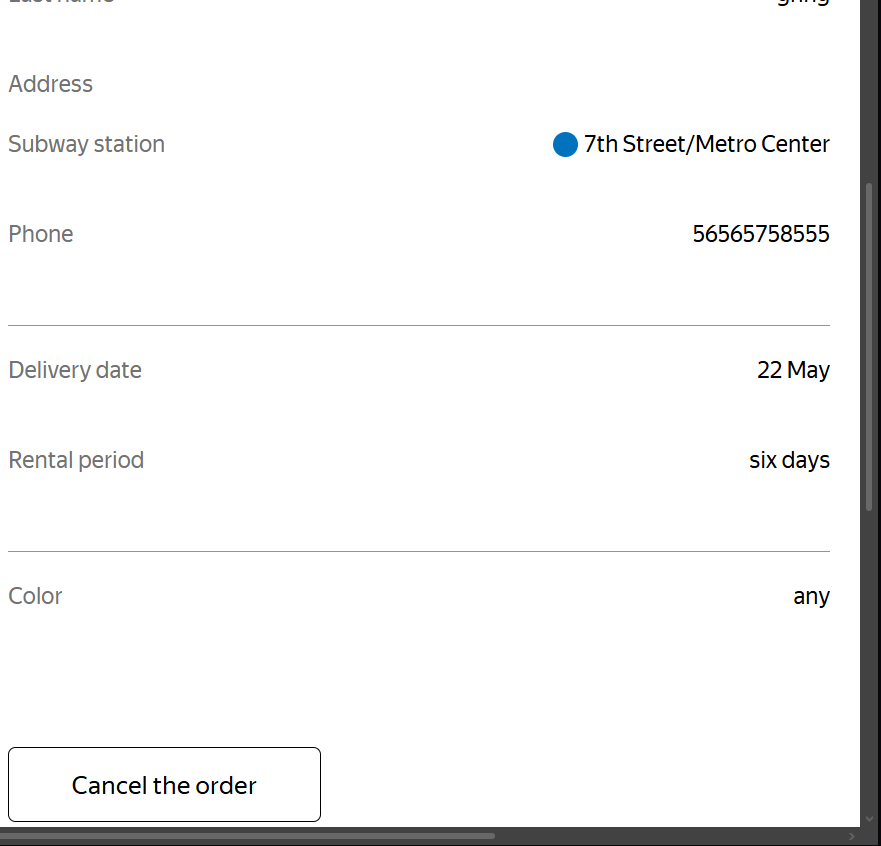 Address
Subway station 7th Street/Metro Center
Phone 56565758555
Delivery date 22 May
Rental period six days
Color any
Cancel the order